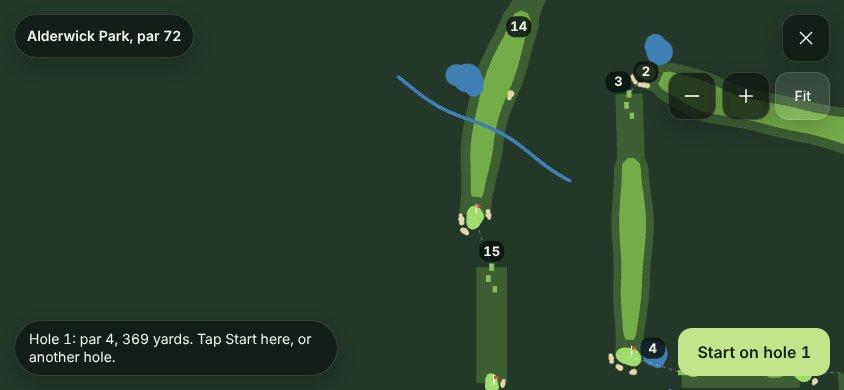 Alderwick Park, par 72
14
3
2
−
+
Fit
15
4
Hole 1: par 4, 369 yards. Tap Start here, or
another hole.
Start on hole 1